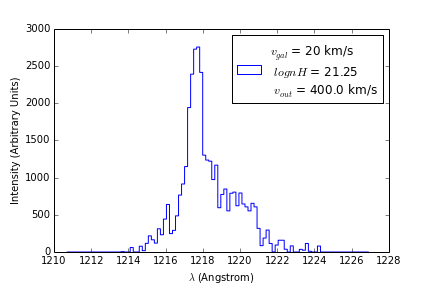 3000
2500
2000
1500
1000
500
0
Intensity (Arbitrary Units)
v_gal = 20 km/s
lognH = 21.25
v_out = 400.0 km/s
1210 1212 1214 1216 1218 1220 1222 1224 1226 1228
λ (Angstrom)